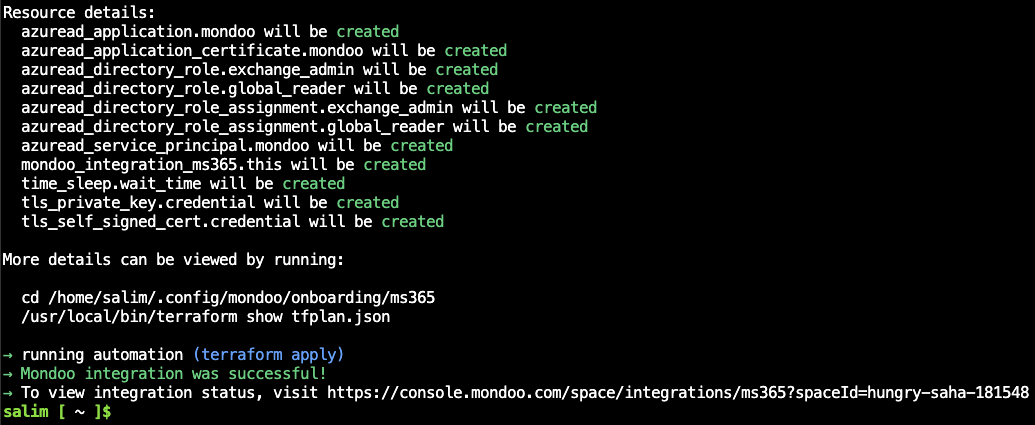 Resource details:
azuread_application.mondoo will be created
azuread_application_certificate.mondoo will be created
azuread_directory_role.exchange_admin will be created
azuread_directory_role.global_reader will be created
azuread_directory_role_assignment.exchange_admin will be created
azuread_directory_role_assignment.global_reader will be created
azuread_service_principal.mondoo will be created
mondoo_integration_ms365.this will be created
time_sleep.wait_time will be created
tls_private_key.credential will be created
tls_self_signed_cert.credential will be created
More details can be viewed by running:
cd /home/salim/.config/mondoo/onboarding/ms365
/usr/local/bin/terraform show tfplan.json
→ running automation (terraform apply)
→ Mondoo integration was successful!
→ To view integration status, visit https://console.mondoo.com/space/integrations/ms365?spaceId=hungry-saha-181548
salim [ ~ ]$